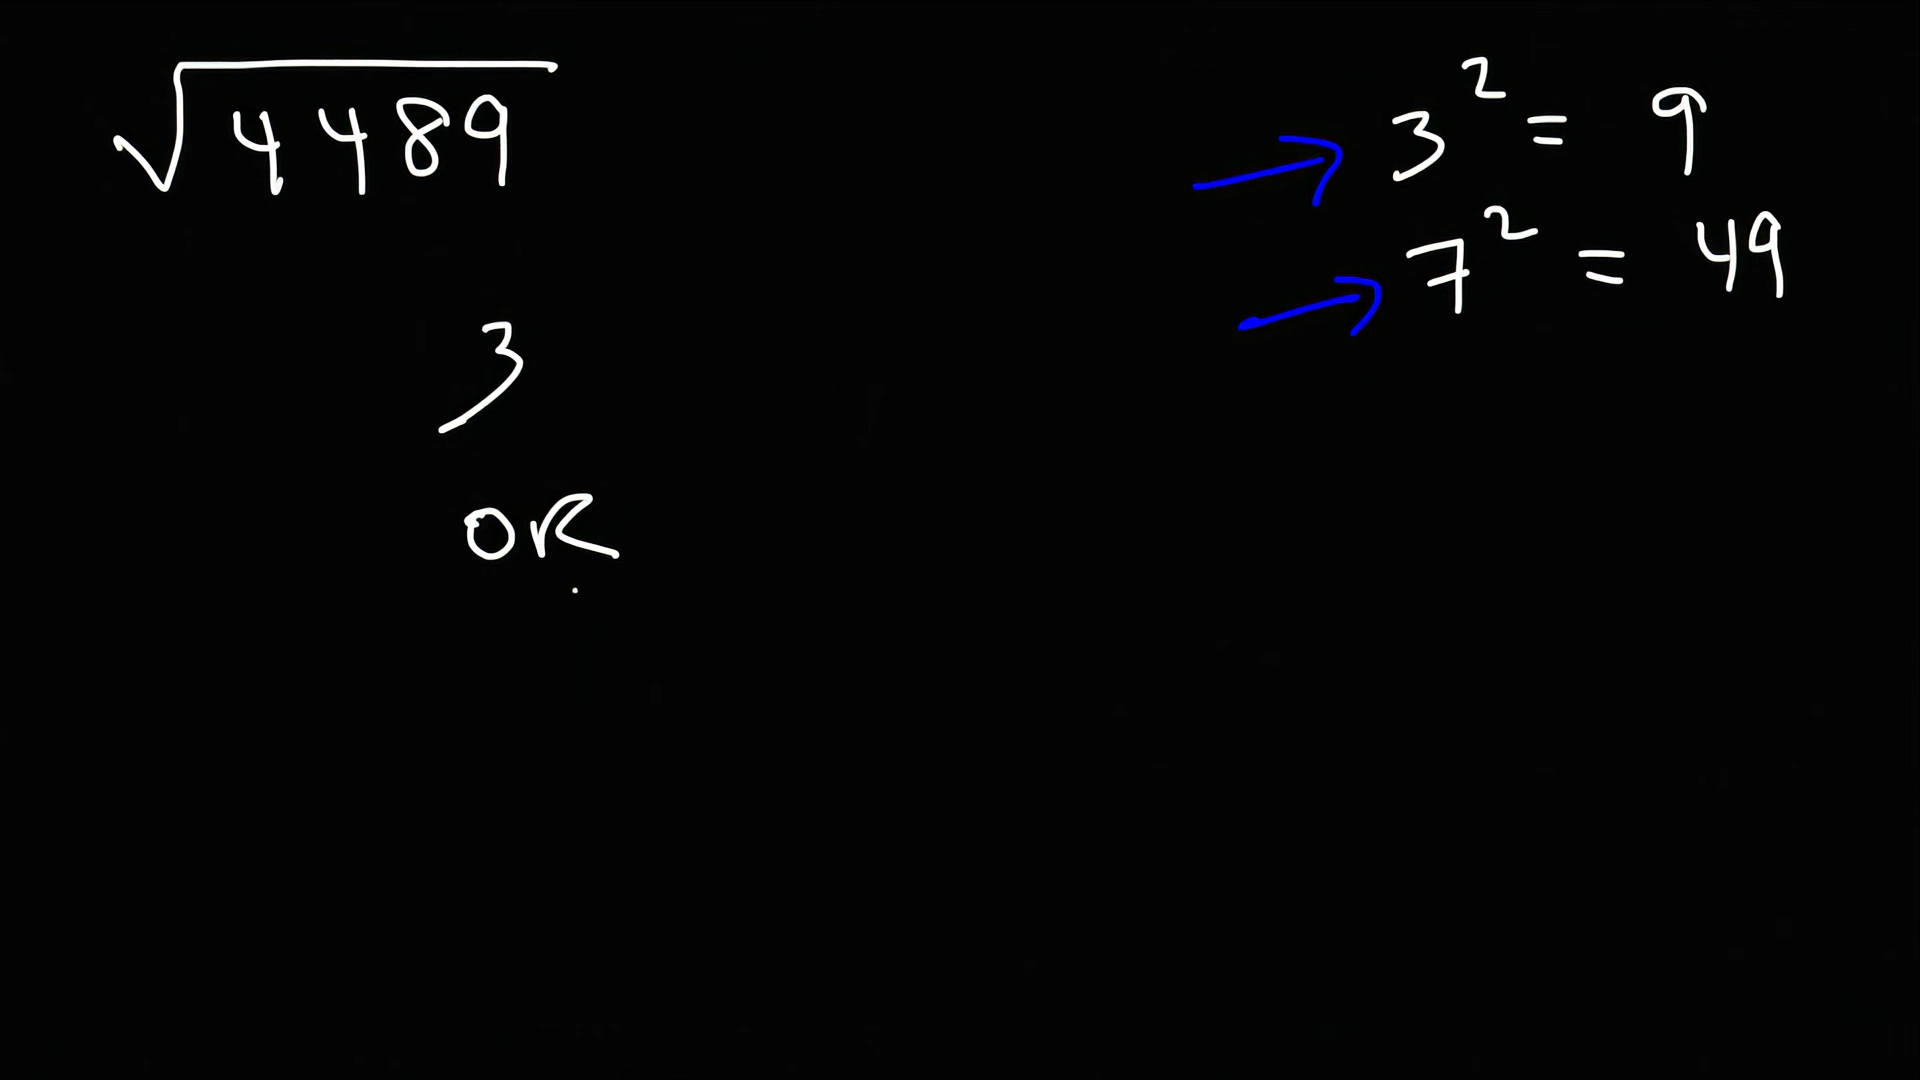 √4489
3² = 9
7² = 49
3
OR